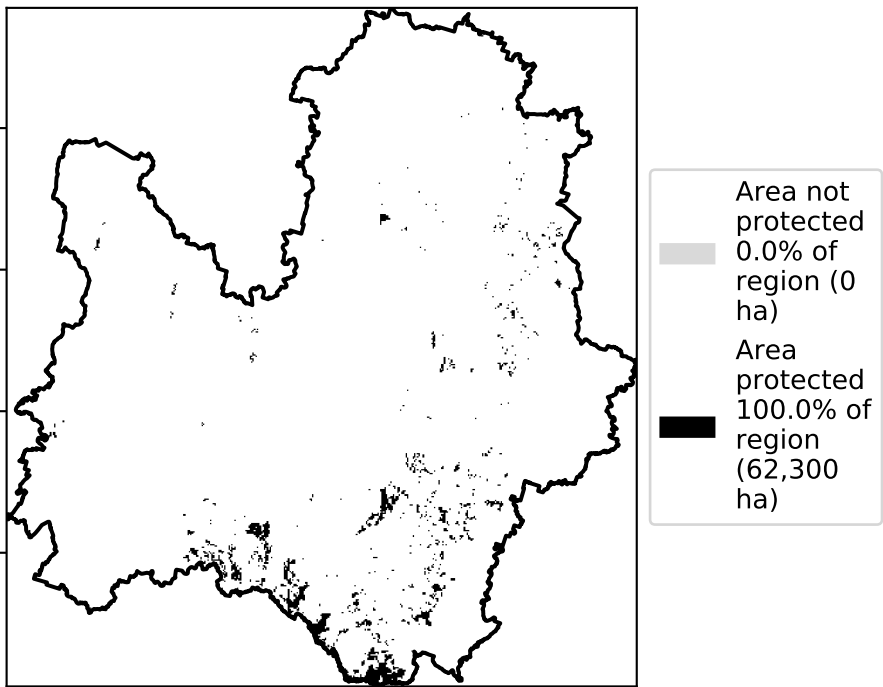 Area not
protected
0.0% of
region (0
ha)
Area
protected
100.0% of
region
(62,300
ha)